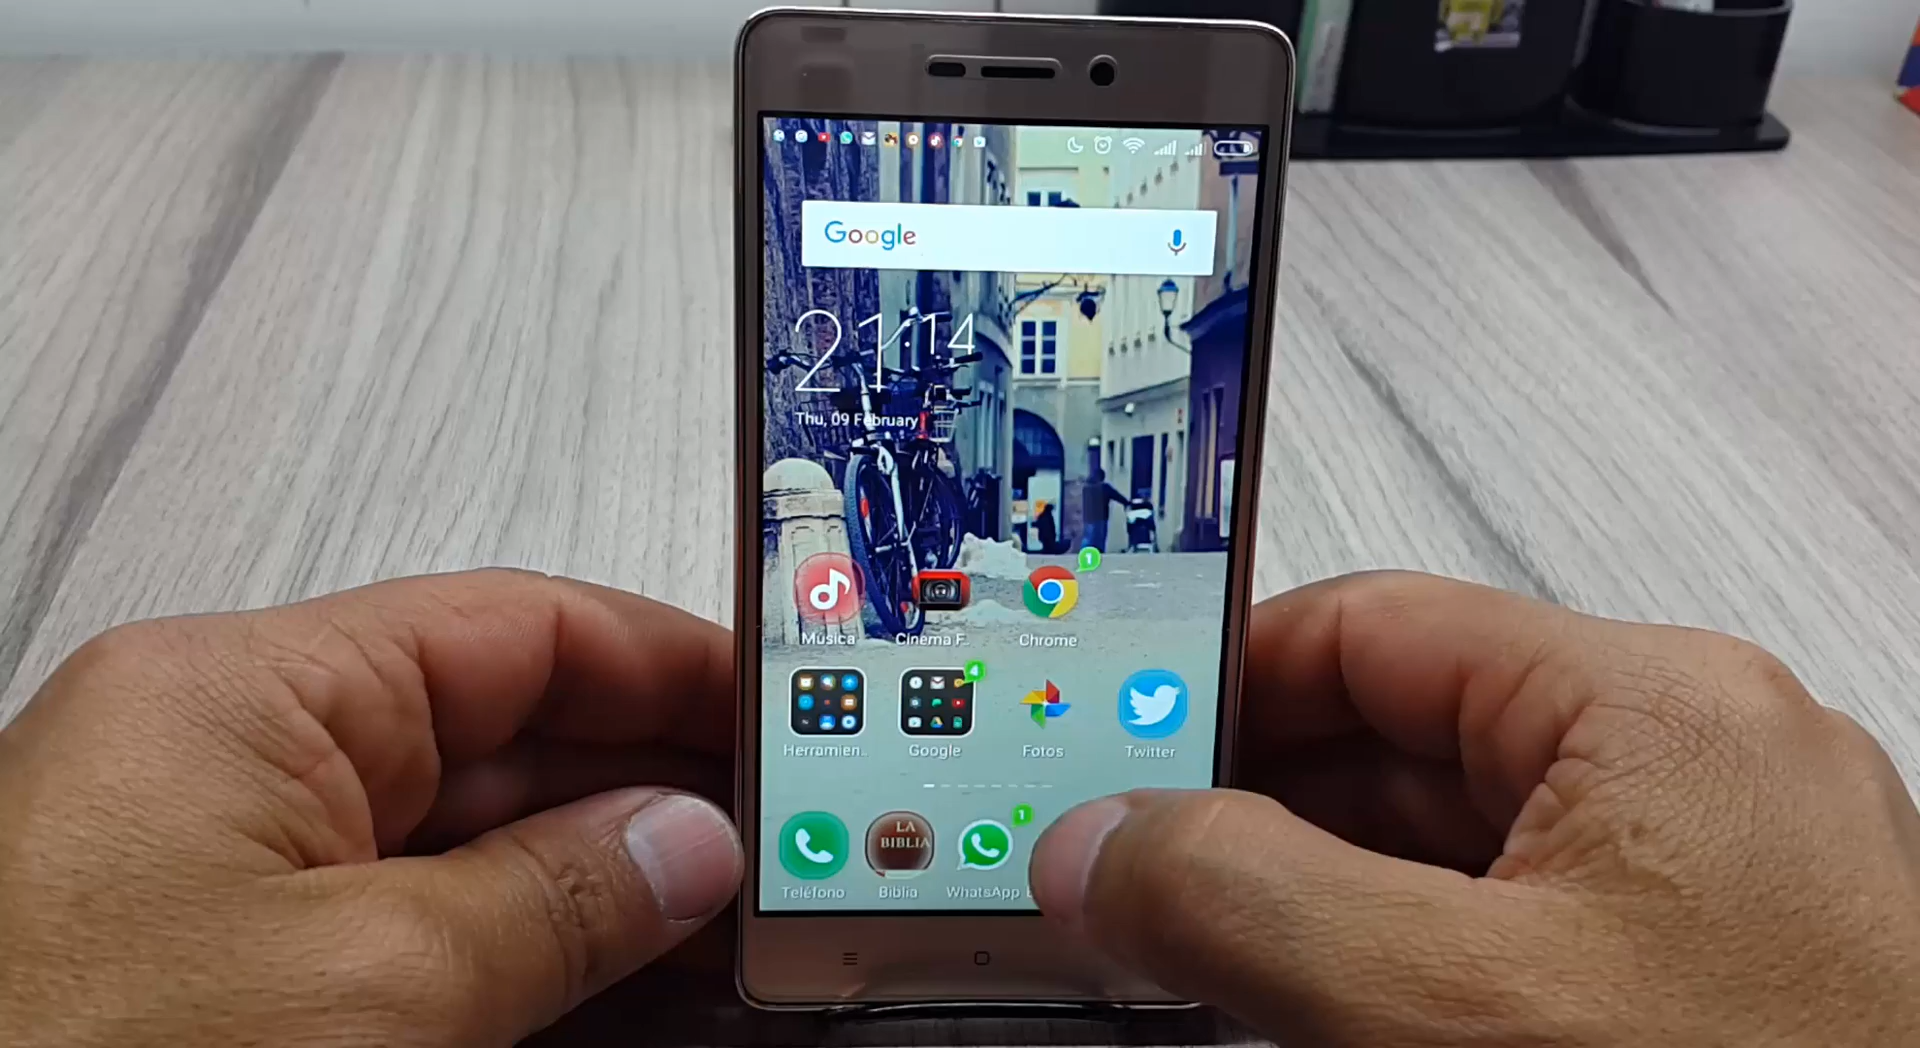 Google
21:14
Thu, 09 February
1
Música
Cinema F..
Chrome
4
Herramien..
Google
Fotos
Twitter
1
LA
BIBLIA
Teléfono
Biblia
WhatsApp